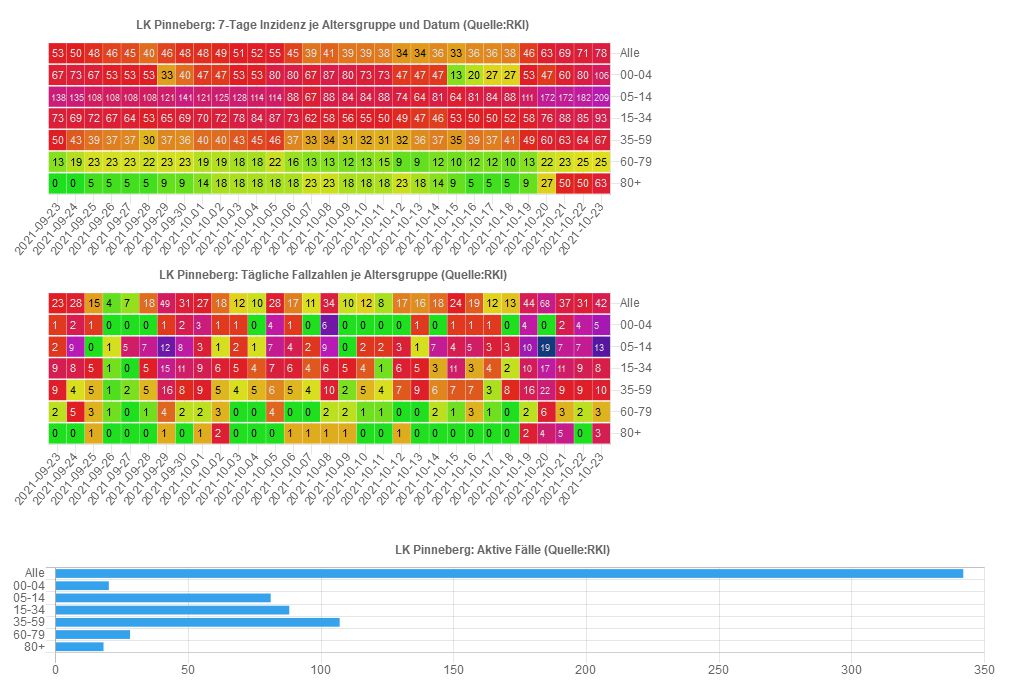 LK Pinneberg: 7-Tage Inzidenz je Altersgruppe und Datum (Quelle:RKI)
53 50 48 46 45 40 46 48 48 49 51 52 55 45 39 41 39 39 38 34 34 36 33 36 36 38 46 63 69 71 78 Alle
67 73 67 53 53 53 33 40 47 47 53 53 80 80 67 87 80 73 73 47 47 47 13 20 27 27 53 47 60 80 106 00-04
138 135 108 108 108 108 121 141 121 125 128 114 114 88 67 88 84 84 88 74 64 81 64 81 84 88 111 172 172 182 209 05-14
73 69 72 67 64 53 65 69 70 72 78 84 87 73 62 58 56 55 50 49 47 46 53 50 50 52 58 76 88 85 93 15-34
50 43 39 37 37 30 37 36 40 40 43 45 46 37 33 34 31 32 31 32 36 37 35 39 37 41 49 60 63 64 67 35-59
13 19 23 23 23 22 23 23 19 19 18 18 22 16 13 13 12 13 15 9 9 12 10 12 12 10 13 22 23 25 25 60-79
0 0 5 5 5 5 9 9 14 18 18 18 18 18 23 23 18 18 18 23 18 14 9 5 5 5 9 27 50 50 63 80+
2021-09-23 2021-09-24 2021-09-25 2021-09-26 2021-09-27 2021-09-28 2021-09-29 2021-09-30 2021-10-01 2021-10-02 2021-10-03 2021-10-04 2021-10-05 2021-10-06 2021-10-07 2021-10-08 2021-10-09 2021-10-10 2021-10-11 2021-10-12 2021-10-13 2021-10-14 2021-10-15 2021-10-16 2021-10-17 2021-10-18 2021-10-19 2021-10-20 2021-10-21 2021-10-22 2021-10-23
LK Pinneberg: Tägliche Fallzahlen je Altersgruppe (Quelle:RKI)
23 28 15 4 7 18 49 31 27 18 12 10 28 17 11 34 10 12 8 17 16 18 24 19 12 13 44 68 37 31 42 Alle
1 2 1 0 0 0 1 2 3 1 1 0 4 1 0 6 0 0 0 0 1 0 1 1 1 0 4 0 2 4 5 00-04
2 9 0 1 5 7 12 8 3 1 2 1 7 4 2 9 0 2 2 3 1 7 4 5 3 3 10 19 7 7 13 05-14
9 8 5 1 0 5 15 11 9 6 5 4 7 6 4 6 5 4 1 6 5 3 11 3 4 2 10 17 11 9 8 15-34
9 4 5 1 2 5 16 8 9 5 4 5 6 5 4 10 2 5 4 7 9 6 7 7 3 8 16 22 9 9 10 35-59
2 5 3 1 0 1 4 2 2 3 0 0 4 0 0 2 2 1 1 0 0 2 1 3 1 0 2 6 3 2 3 60-79
0 0 1 0 0 0 1 0 1 2 0 0 0 1 1 1 1 0 0 1 0 0 0 0 0 0 2 4 5 0 3 80+
2021-09-23 2021-09-24 2021-09-25 2021-09-26 2021-09-27 2021-09-28 2021-09-29 2021-09-30 2021-10-01 2021-10-02 2021-10-03 2021-10-04 2021-10-05 2021-10-06 2021-10-07 2021-10-08 2021-10-09 2021-10-10 2021-10-11 2021-10-12 2021-10-13 2021-10-14 2021-10-15 2021-10-16 2021-10-17 2021-10-18 2021-10-19 2021-10-20 2021-10-21 2021-10-22 2021-10-23
LK Pinneberg: Aktive Fälle (Quelle:RKI)
Alle
00-04
05-14
15-34
35-59
60-79
80+
0 50 100 150 200 250 300 350